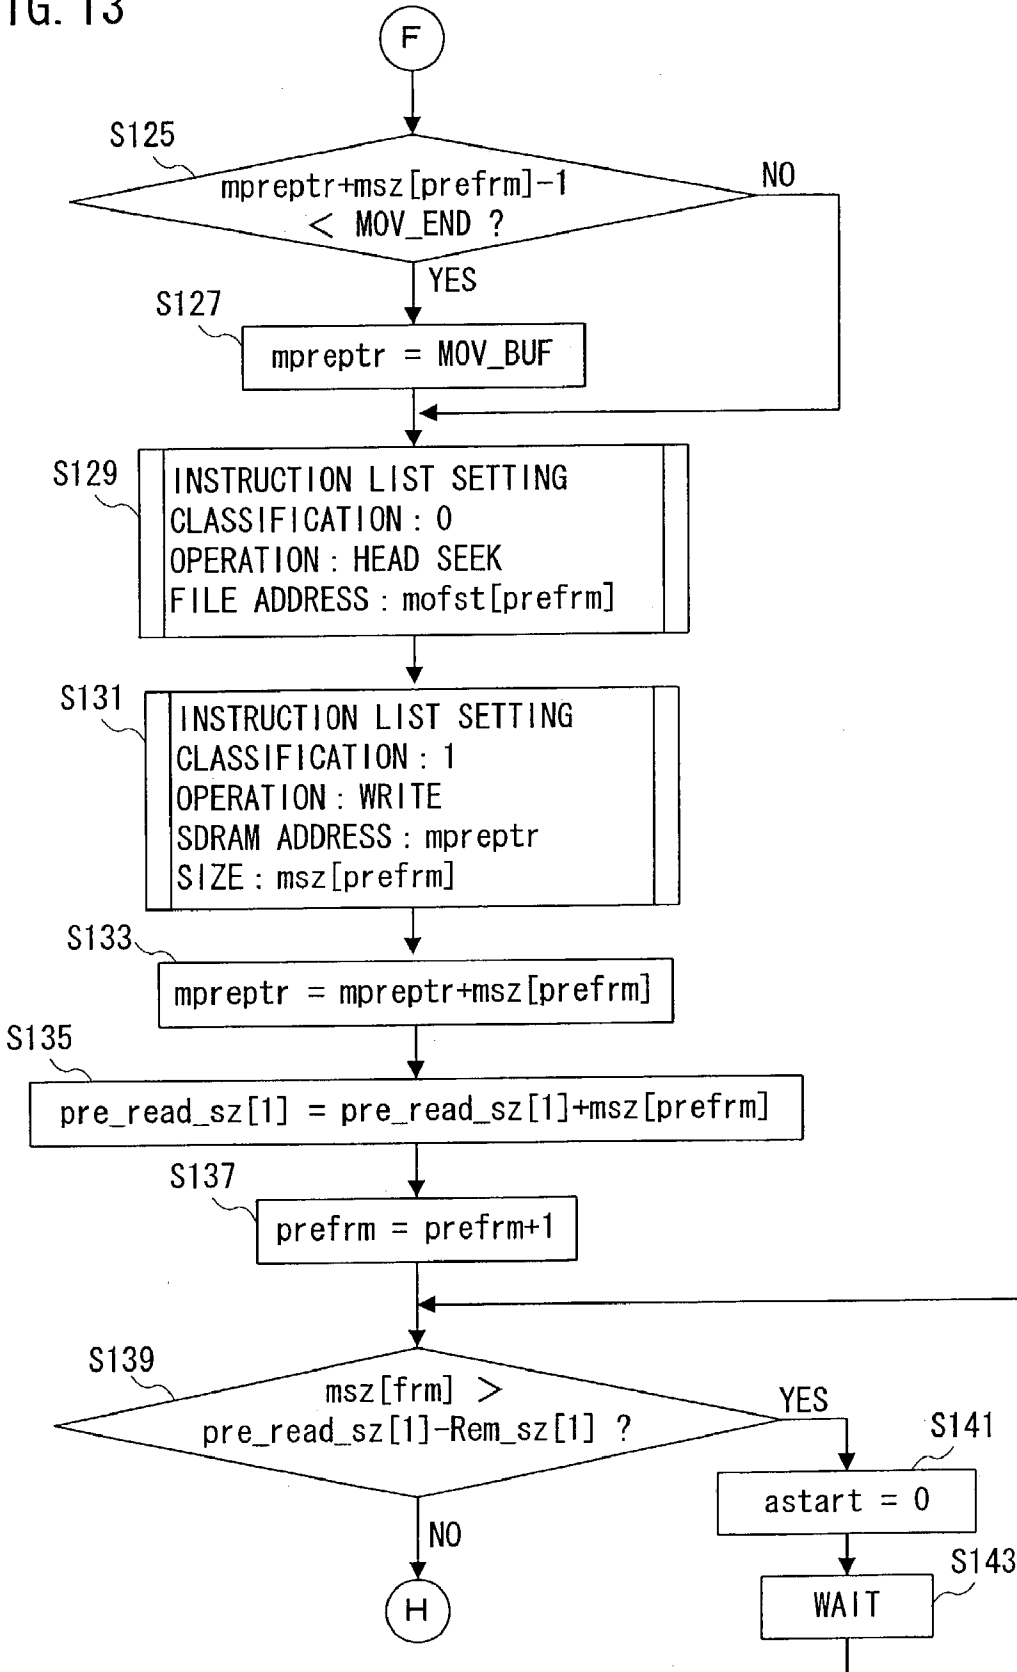 IG. 13
F
S125
mpreptr+msz[prefrm]-1
< MOV_END ?
NO
YES
S127
mpreptr = MOV_BUF
S129
INSTRUCTION LIST SETTING
CLASSIFICATION : 0
OPERATION : HEAD SEEK
FILE ADDRESS : mofst[prefrm]
S131
INSTRUCTION LIST SETTING
CLASSIFICATION : 1
OPERATION : WRITE
SDRAM ADDRESS : mpreptr
SIZE : msz[prefrm]
S133
mpreptr = mpreptr+msz[prefrm]
S135
pre_read_sz[1] = pre_read_sz[1]+msz[prefrm]
S137
prefrm = prefrm+1
S139
msz[frm] >
pre_read_sz[1]-Rem_sz[1] ?
YES
S141
astart = 0
NO
S143
WAIT
H